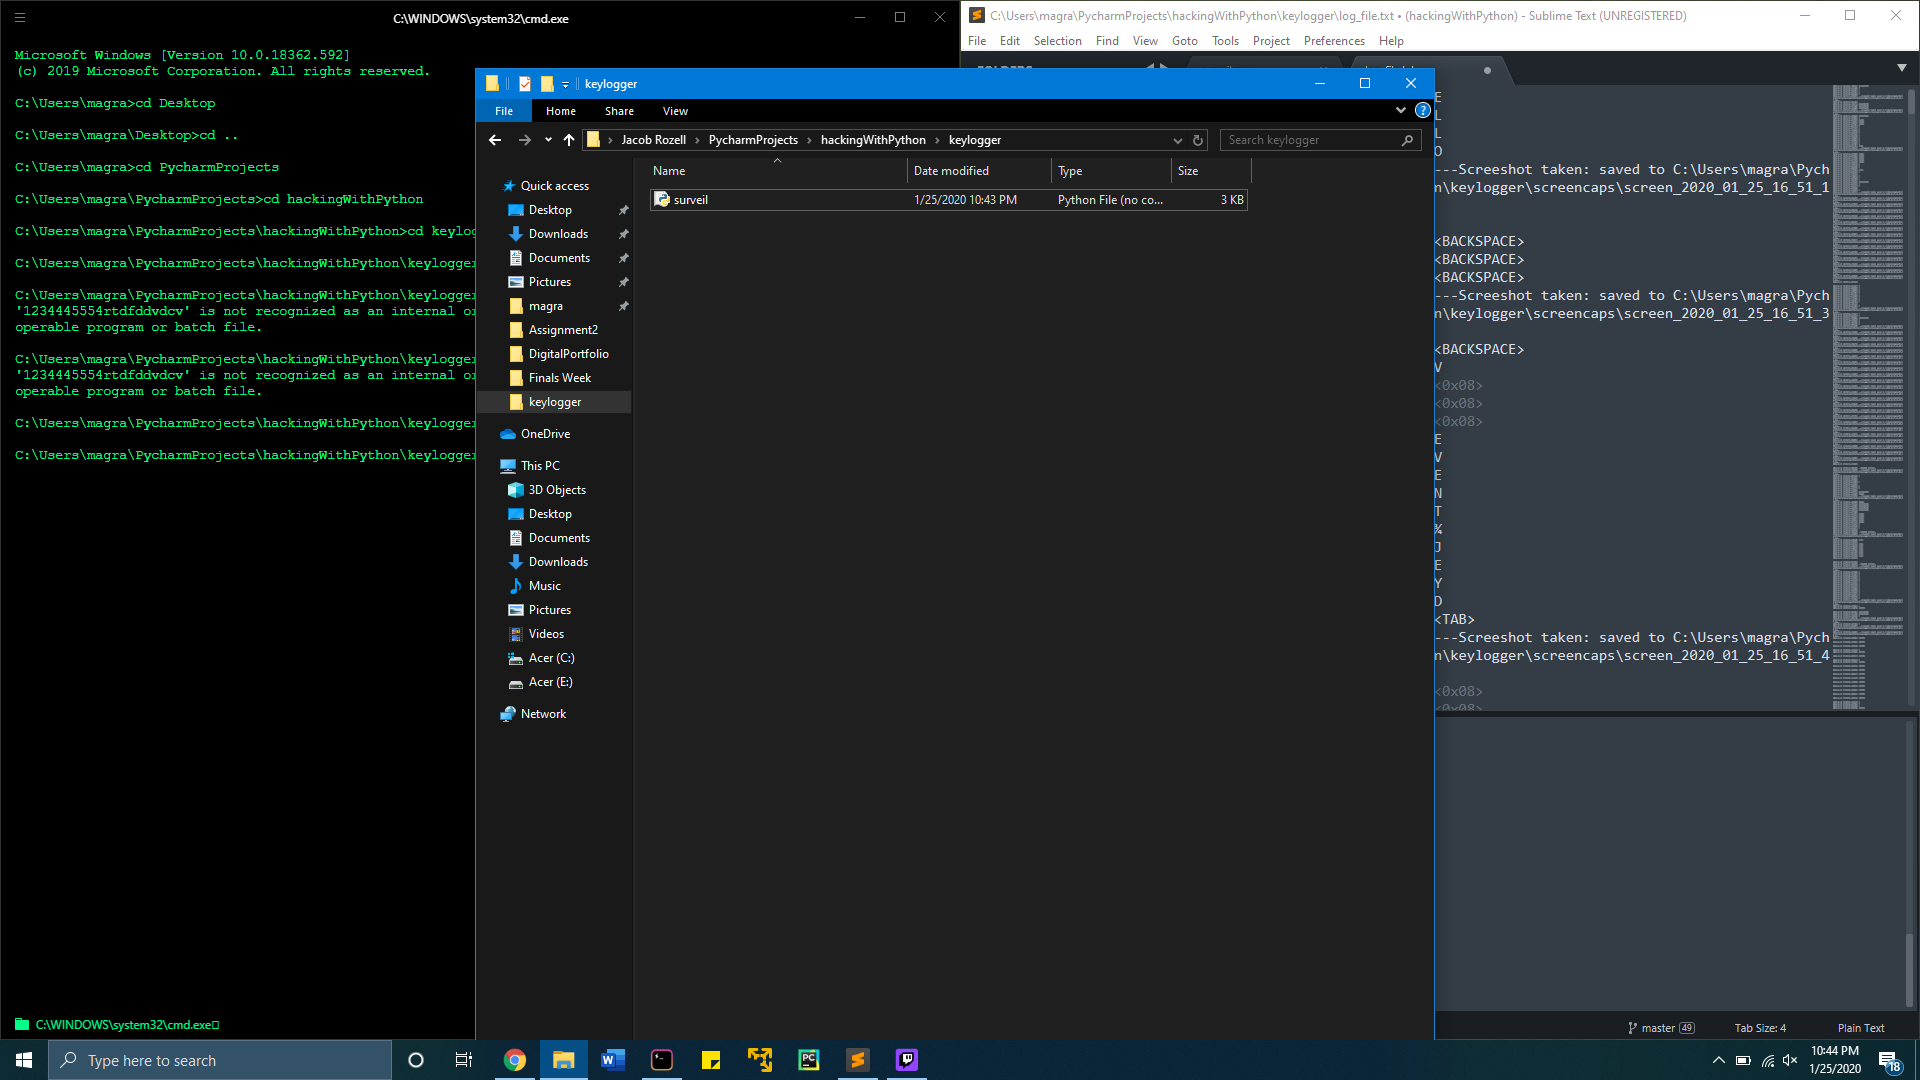 C:\WINDOWS\system32\cmd.exe
Microsoft Windows [Version 10.0.18362.592]
(c) 2019 Microsoft Corporation. All rights reserved.
C:\Users\magra>cd Desktop
C:\Users\magra\Desktop>cd ..
C:\Users\magra>cd PycharmProjects
C:\Users\magra\PycharmProjects>cd hackingWithPython
C:\Users\magra\PycharmProjects\hackingWithPython>cd keylog
C:\Users\magra\PycharmProjects\hackingWithPython\keylogger
C:\Users\magra\PycharmProjects\hackingWithPython\keylogger
'1234445554rtdfddvdcv' is not recognized as an internal or
operable program or batch file.
C:\Users\magra\PycharmProjects\hackingWithPython\keylogger
'1234445554rtdfddvdcv' is not recognized as an internal or
operable program or batch file.
C:\Users\magra\PycharmProjects\hackingWithPython\keylogger
C:\Users\magra\PycharmProjects\hackingWithPython\keylogger
C:\WINDOWS\system32\cmd.exe
keylogger
File Home Share View
Jacob Rozell > PycharmProjects > hackingWithPython > keylogger
Search keylogger
Name Date modified Type Size
surveil 1/25/2020 10:43 PM Python File (no co... 3 KB
Quick access
Desktop
Downloads
Documents
Pictures
magra
Assignment2
DigitalPortfolio
Finals Week
keylogger
OneDrive
This PC
3D Objects
Desktop
Documents
Downloads
Music
Pictures
Videos
Acer (C:)
Acer (E:)
Network
C:\Users\magra\PycharmProjects\hackingWithPython\keylogger\log_file.txt • (hackingWithPython) - Sublime Text (UNREGISTERED)
File Edit Selection Find View Goto Tools Project Preferences Help
E
L
L
O
---Screeshot taken: saved to C:\Users\magra\Pych
n\keylogger\screencaps\screen_2020_01_25_16_51_1
<BACKSPACE>
<BACKSPACE>
<BACKSPACE>
---Screeshot taken: saved to C:\Users\magra\Pych
n\keylogger\screencaps\screen_2020_01_25_16_51_3
<BACKSPACE>
V
<0x08>
<0x08>
<0x08>
E
V
E
N
T
¾
J
E
Y
D
<TAB>
---Screeshot taken: saved to C:\Users\magra\Pych
n\keylogger\screencaps\screen_2020_01_25_16_51_4
<0x08>
<0x08>
master 49 Tab Size: 4 Plain Text
Type here to search
10:44 PM
1/25/2020
18